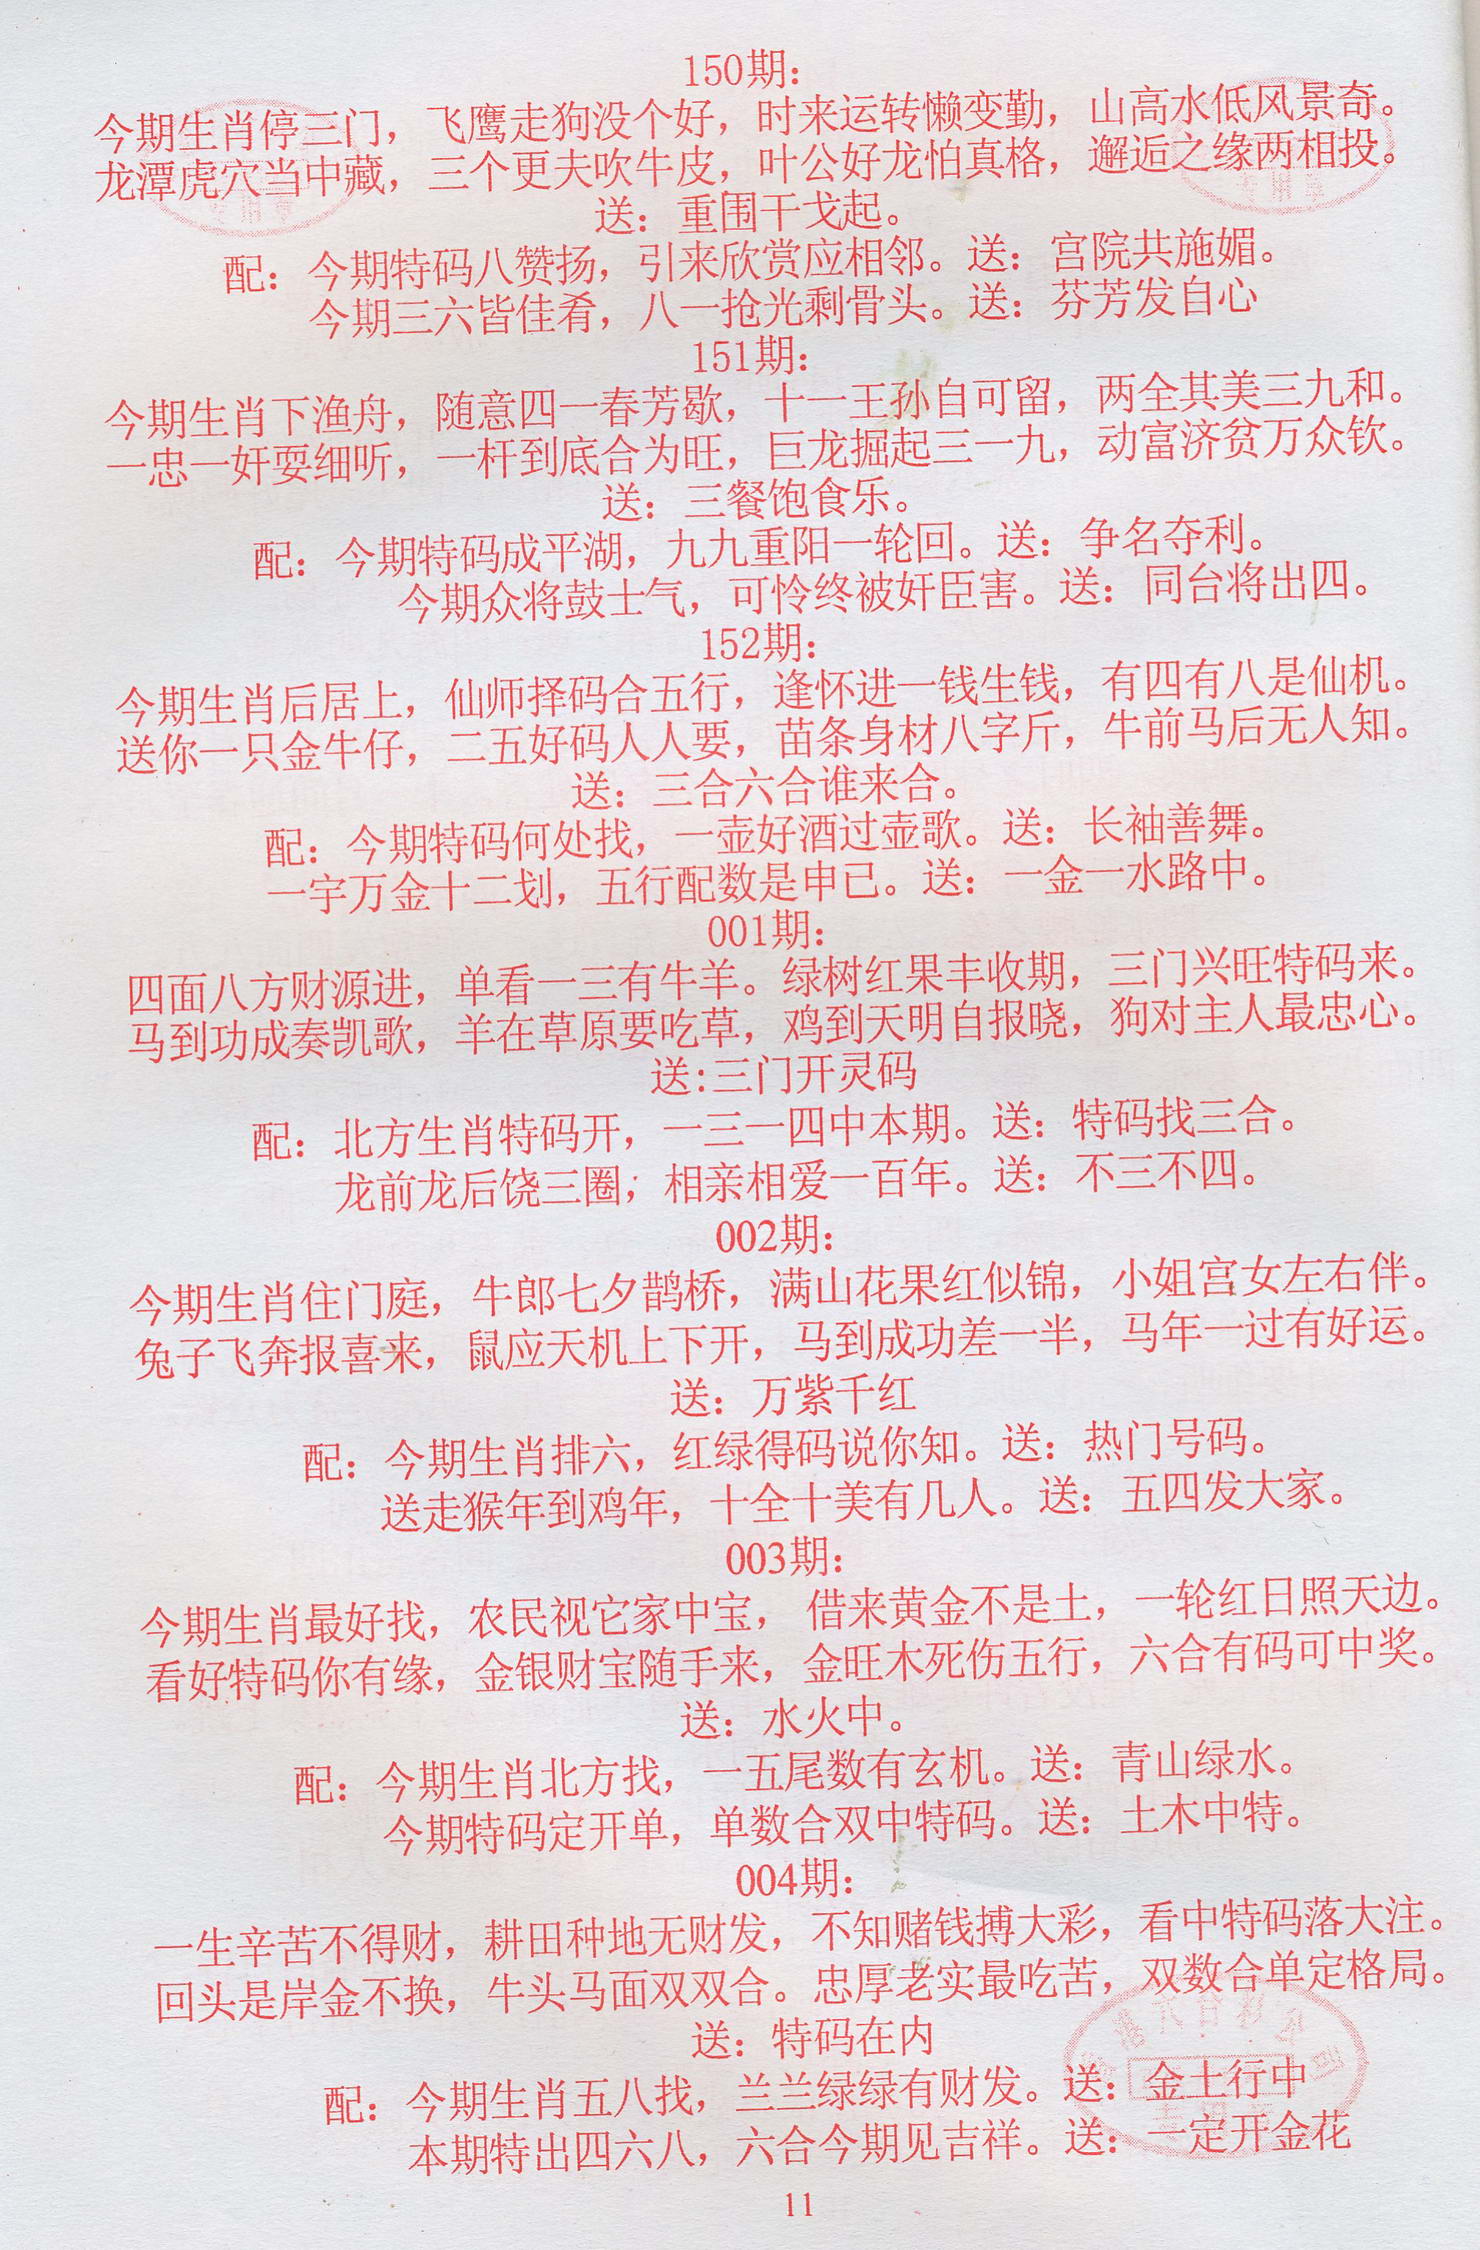 150期：
今期生肖停三门，飞鹰走狗没个好，时来运转懒变勤，山高水低风景奇。
龙潭虎穴当中藏，三个更夫吹牛皮，叶公好龙怕真格，邂逅之缘两相投。
送：重围干戈起。
配：今期特码八赞扬，引来欣赏应相邻。送：宫院共施媚。
今期三六皆佳肴，八一抢光剩骨头。送：芬芳发自心
151期：
今期生肖下渔舟，随意四一春芳歇，十一王孙自可留，两全其美三九和。
一忠一奸耍细听，一杆到底合为旺，巨龙掘起三一九，动富济贫万众钦。
送：三餐饱食乐。
配：今期特码成平湖，九九重阳一轮回。送：争名夺利。
今期众将鼓士气，可怜终被奸臣害。送：同台将出四。
152期：
今期生肖后居上，仙师择码合五行，逢怀进一钱生钱，有四有八是仙机。
送你一只金牛仔，二五好码人人要，苗条身材八字斤，牛前马后无人知。
送：三合六合谁来合。
配：今期特码何处找，一壶好酒过壶歌。送：长袖善舞。
一宇万金十二划，五行配数是申己。送：一金一水路中。
001期：
四面八方财源进，单看一三有牛羊。绿树红果丰收期，三门兴旺特码来。
马到功成奏凯歌，羊在草原要吃草，鸡到天明自报晓，狗对主人最忠心。
送:三门开灵码
配：北方生肖特码开，一三一四中本期。送：特码找三合。
龙前龙后饶三圈；相亲相爱一百年。送：不三不四。
002期：
今期生肖住门庭，牛郎七夕鹊桥，满山花果红似锦，小姐宫女左右伴。
兔子飞奔报喜来，鼠应天机上下开，马到成功差一半，马年一过有好运。
送：万紫千红
配：今期生肖排六，红绿得码说你知。送：热门号码。
送走猴年到鸡年，十全十美有几人。送：五四发大家。
003期：
今期生肖最好找，农民视它家中宝，借来黄金不是土，一轮红日照天边。
看好特码你有缘，金银财宝随手来，金旺木死伤五行，六合有码可中奖。
送：水火中。
配：今期生肖北方找，一五尾数有玄机。送：青山绿水。
今期特码定开单，单数合双中特码。送：土木中特。
004期：
一生辛苦不得财，耕田种地无财发，不知赌钱搏大彩，看中特码落大注。
回头是岸金不换，牛头马面双双合。忠厚老实最吃苦，双数合单定格局。
送：特码在内
配：今期生肖五八找，兰兰绿绿有财发。送：金土行中
本期特出四六八，六合今期见吉祥。送：一定开金花
11